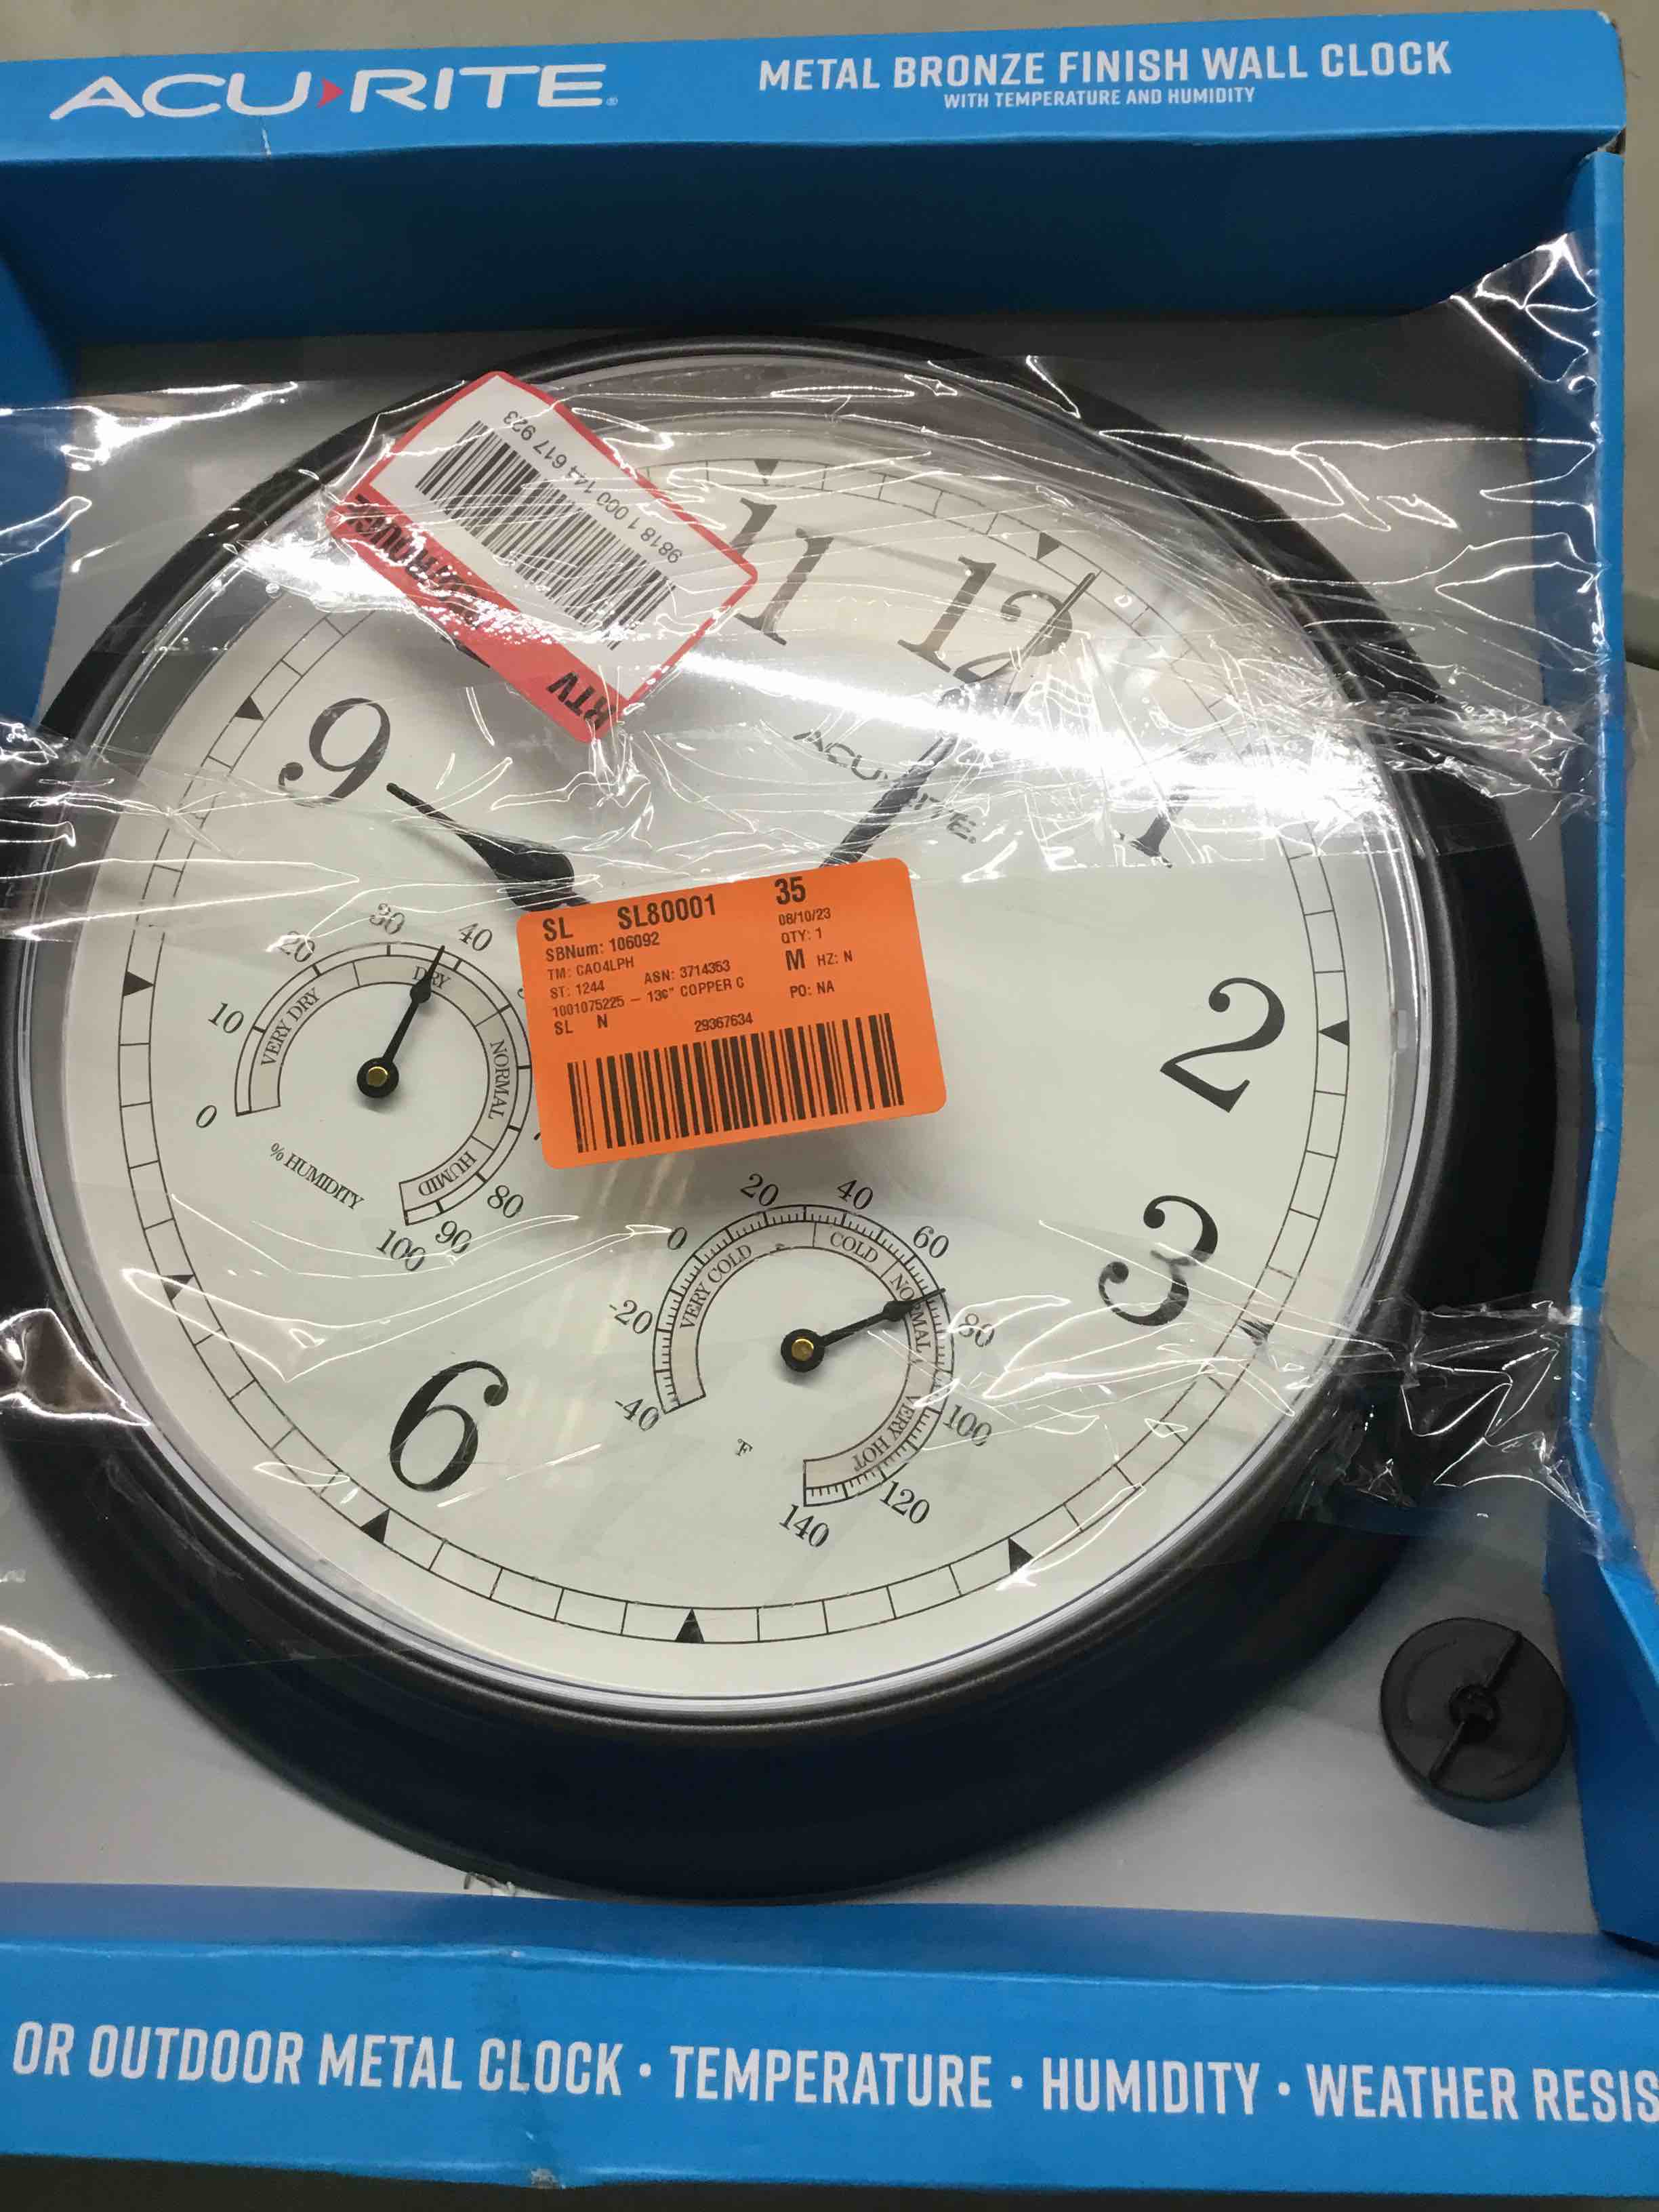 ACU▸RITE®
METAL BRONZE FINISH WALL CLOCK
WITH TEMPERATURE AND HUMIDITY
9818 1 000 144 617 923
RTV
11
12
1
2
3
6
9
ACU RITE®
SL SL80001 35
SBNum: 106092 08/10/23
TM: CA04LPH QTY: 1
ST: 1244 ASN: 3714353 M HZ: N
1001075225 – 13¢" COPPER C PO: NA
SL N 29367634
0 10 20 30 40 80 90 100
VERY DRY DRY NORMAL HUMID
% HUMIDITY
-40 -20 0 20 40 60 80 100 120 140
VERY COLD COLD NORMAL VERY HOT
°F
OR OUTDOOR METAL CLOCK • TEMPERATURE • HUMIDITY • WEATHER RESIS